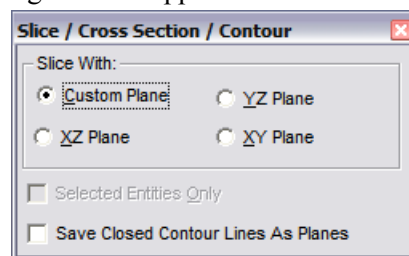 Slice / Cross Section / Contour
Slice With:
Custom Plane YZ Plane
XZ Plane XY Plane
Selected Entities Only
Save Closed Contour Lines As Planes